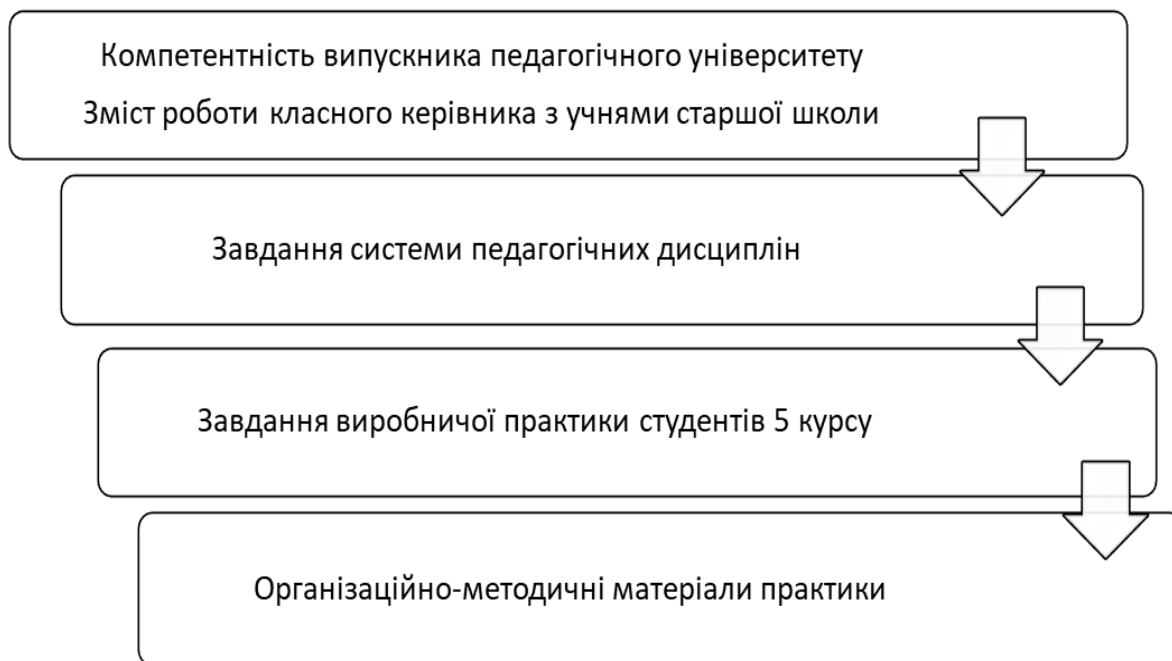 Компетентність випускника педагогічного університету
Зміст роботи класного керівника з учнями старшої школи
Завдання системи педагогічних дисциплін
Завдання виробничої практики студентів 5 курсу
Організаційно-методичні матеріали практики